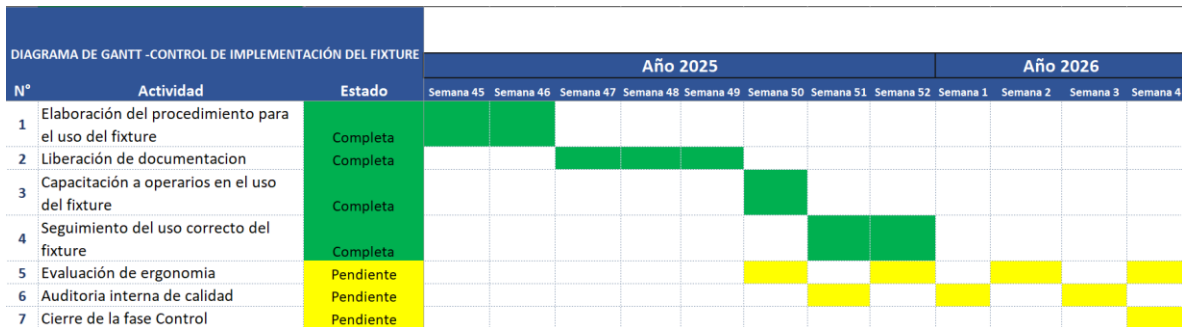 DIAGRAMA DE GANTT -CONTROL DE IMPLEMENTACIÓN DEL FIXTURE
Año 2025 Año 2026
N° Actividad Estado Semana 45 Semana 46 Semana 47 Semana 48 Semana 49 Semana 50 Semana 51 Semana 52 Semana 1 Semana 2 Semana 3 Semana 4
1 Elaboración del procedimiento para
el uso del fixture Completa
2 Liberación de documentacion Completa
3 Capacitación a operarios en el uso
del fixture Completa
4 Seguimiento del uso correcto del
fixture Completa
5 Evaluación de ergonomia Pendiente
6 Auditoria interna de calidad Pendiente
7 Cierre de la fase Control Pendiente